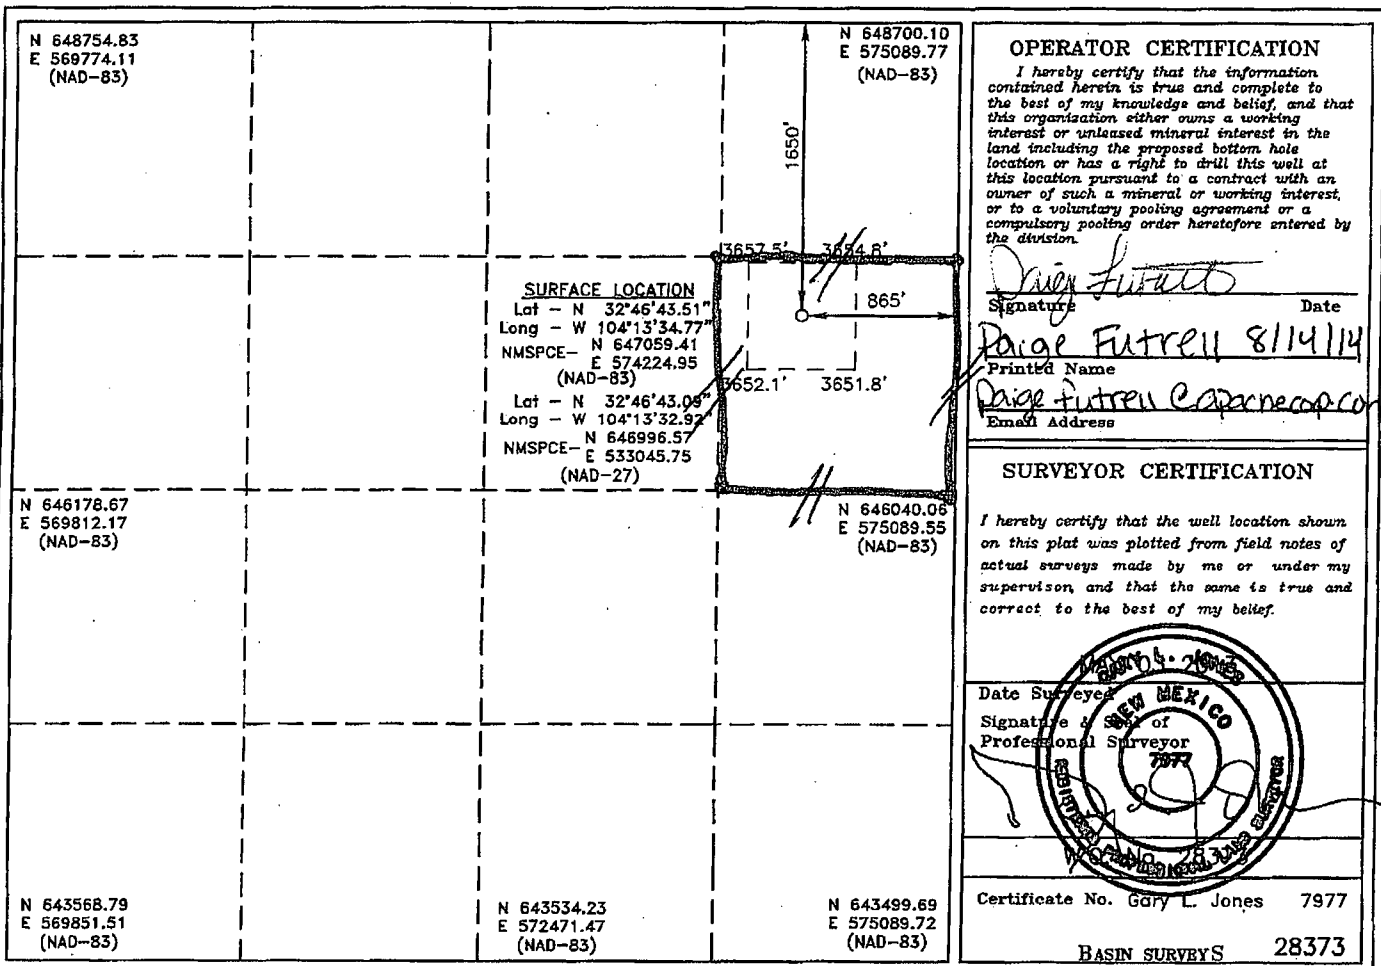 N 648754.83
E 569774.11
(NAD-83)
N 648700.10
E 575089.77
(NAD-83)
1650'
3657.5' 3654.8'
865'
3652.1' 3651.8'
SURFACE LOCATION
Lat - N 32°46'43.51"
Long - W 104°13'34.77"
NMSPCE- N 647059.41
E 574224.95
(NAD-83)
Lat - N 32°46'43.09"
Long - W 104°13'32.92"
NMSPCE- N 646996.57
E 533045.75
(NAD-27)
N 646178.67
E 569812.17
(NAD-83)
N 646040.06
E 575089.55
(NAD-83)
N 643568.79
E 569851.51
(NAD-83)
N 643534.23
E 572471.47
(NAD-83)
N 643499.69
E 575089.72
(NAD-83)
OPERATOR CERTIFICATION
I hereby certify that the information
contained herein is true and complete to
the best of my knowledge and belief, and that
this organization either owns a working
interest or unleased mineral interest in the
land including the proposed bottom hole
location or has a right to drill this well at
this location pursuant to a contract with an
owner of such a mineral or working interest,
or to a voluntary pooling agreement or a
compulsory pooling order heretofore entered by
the division.
Paige Futrell
Signature Date
Paige Futrell 8/14/14
Printed Name
Paige.Futrell@apachecorp.com
Email Address
SURVEYOR CERTIFICATION
I hereby certify that the well location shown
on this plat was plotted from field notes of
actual surveys made by me or under my
supervison, and that the same is true and
correct to the best of my belief.
Date Surveyed
Signature & Seal of
Professional Surveyor
GARY L. JONES
NEW MEXICO
7977
REGISTERED PROFESSIONAL LAND SURVEYOR
Certificate No. Gary L. Jones 7977
BASIN SURVEYS 28373